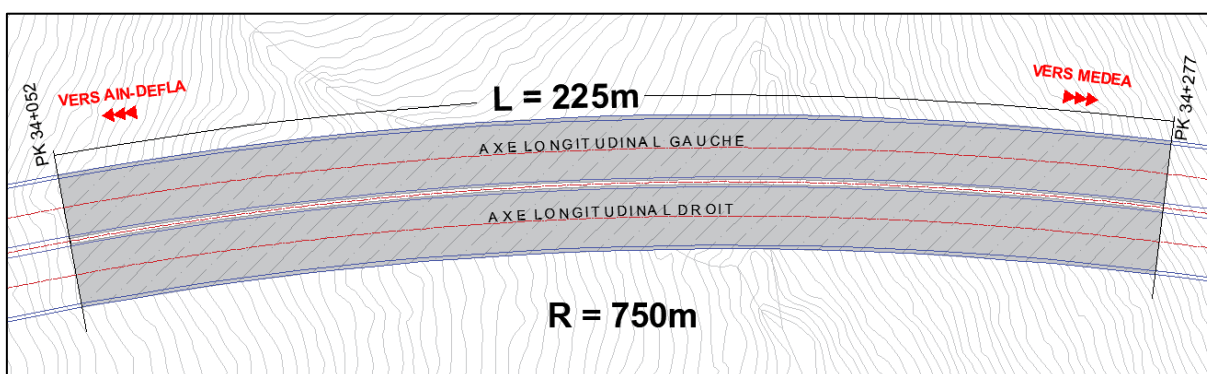 PK 34+052
VERS AIN-DEFLA
L = 225m
VERS MEDEA
PK 34+277
AXE LONGITUDINAL GAUCHE
AXE LONGITUDINAL DROIT
R = 750m